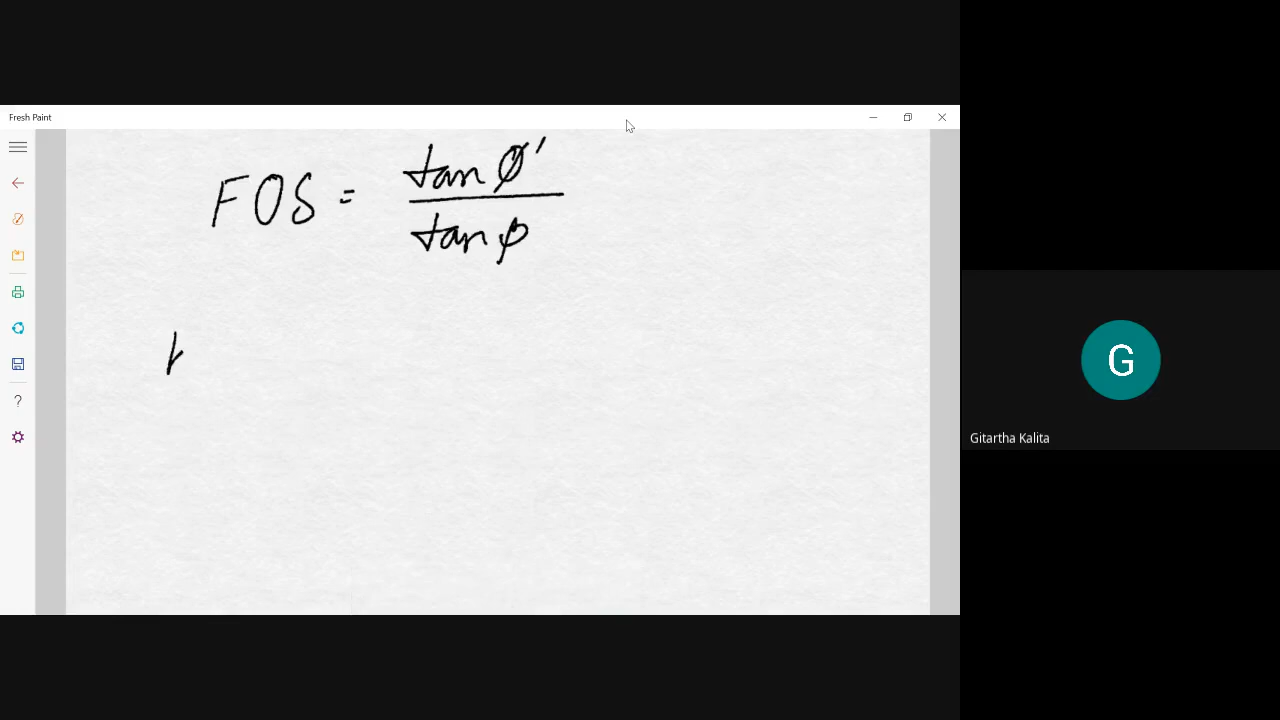 Fresh Paint
FOS = tan φ' / tan β
?
G
Gitartha Kalita